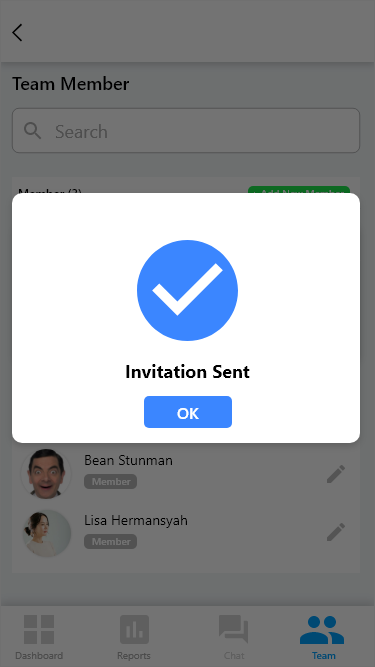 Team Member
Search
Member (3)
+ Add New Member
Invitation Sent
OK
Bean Stunman
Member
Lisa Hermansyah
Member
Dashboard
Reports
Chat
Team